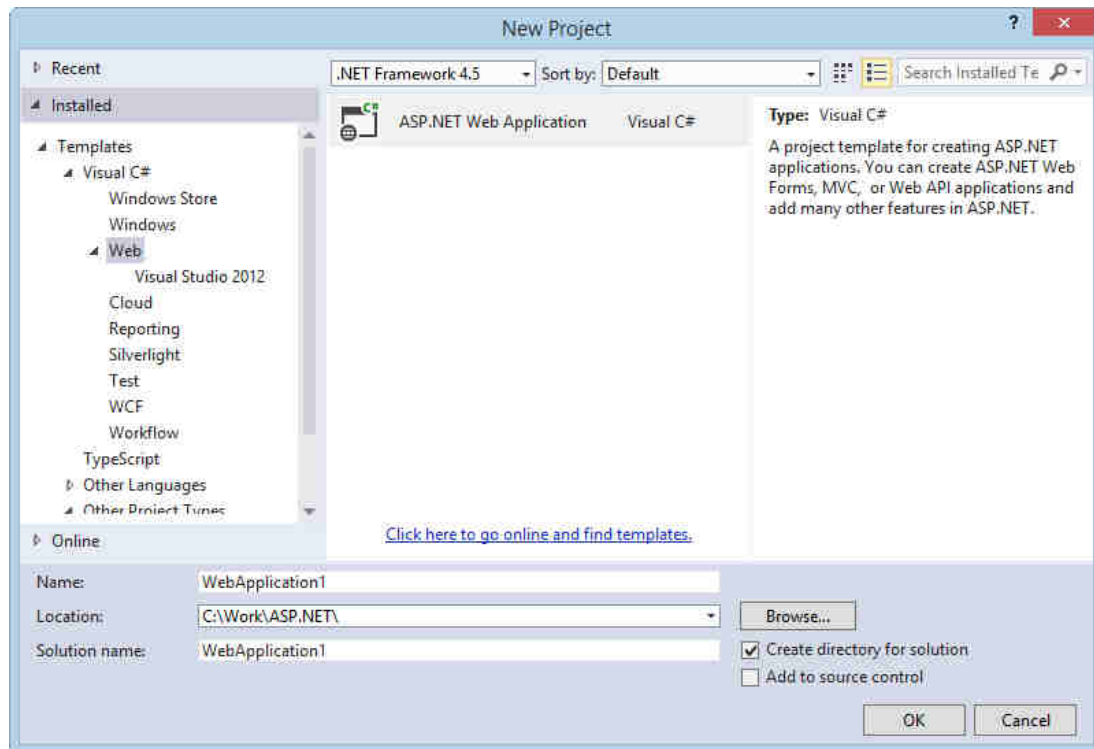 New Project
?
Recent
.NET Framework 4.5
Sort by:
Default
Search Installed Te
Installed
Templates
Visual C#
Windows Store
Windows
Web
Visual Studio 2012
Cloud
Reporting
Silverlight
Test
WCF
Workflow
TypeScript
Other Languages
Other Project Types
Online
C#
ASP.NET Web Application
Visual C#
Click here to go online and find templates.
Type: Visual C#
A project template for creating ASP.NET
applications. You can create ASP.NET Web
Forms, MVC, or Web API applications and
add many other features in ASP.NET.
Name:
WebApplication1
Location:
C:\Work\ASP.NET\
Browse...
Solution name:
WebApplication1
Create directory for solution
Add to source control
OK
Cancel